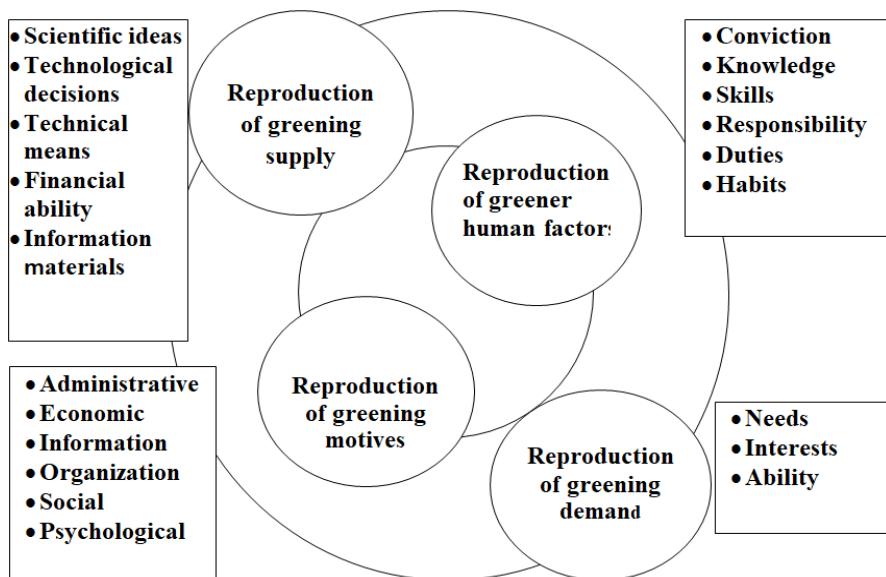 • Scientific ideas
• Technological
decisions
• Technical
means
• Financial
ability
• Information
materials
Reproduction
of greening
supply
Reproduction
of greener
human factors
• Conviction
• Knowledge
• Skills
• Responsibility
• Duties
• Habits
• Administrative
• Economic
• Information
• Organization
• Social
• Psychological
Reproduction
of greening
motives
Reproduction
of greening
demand
• Needs
• Interests
• Ability